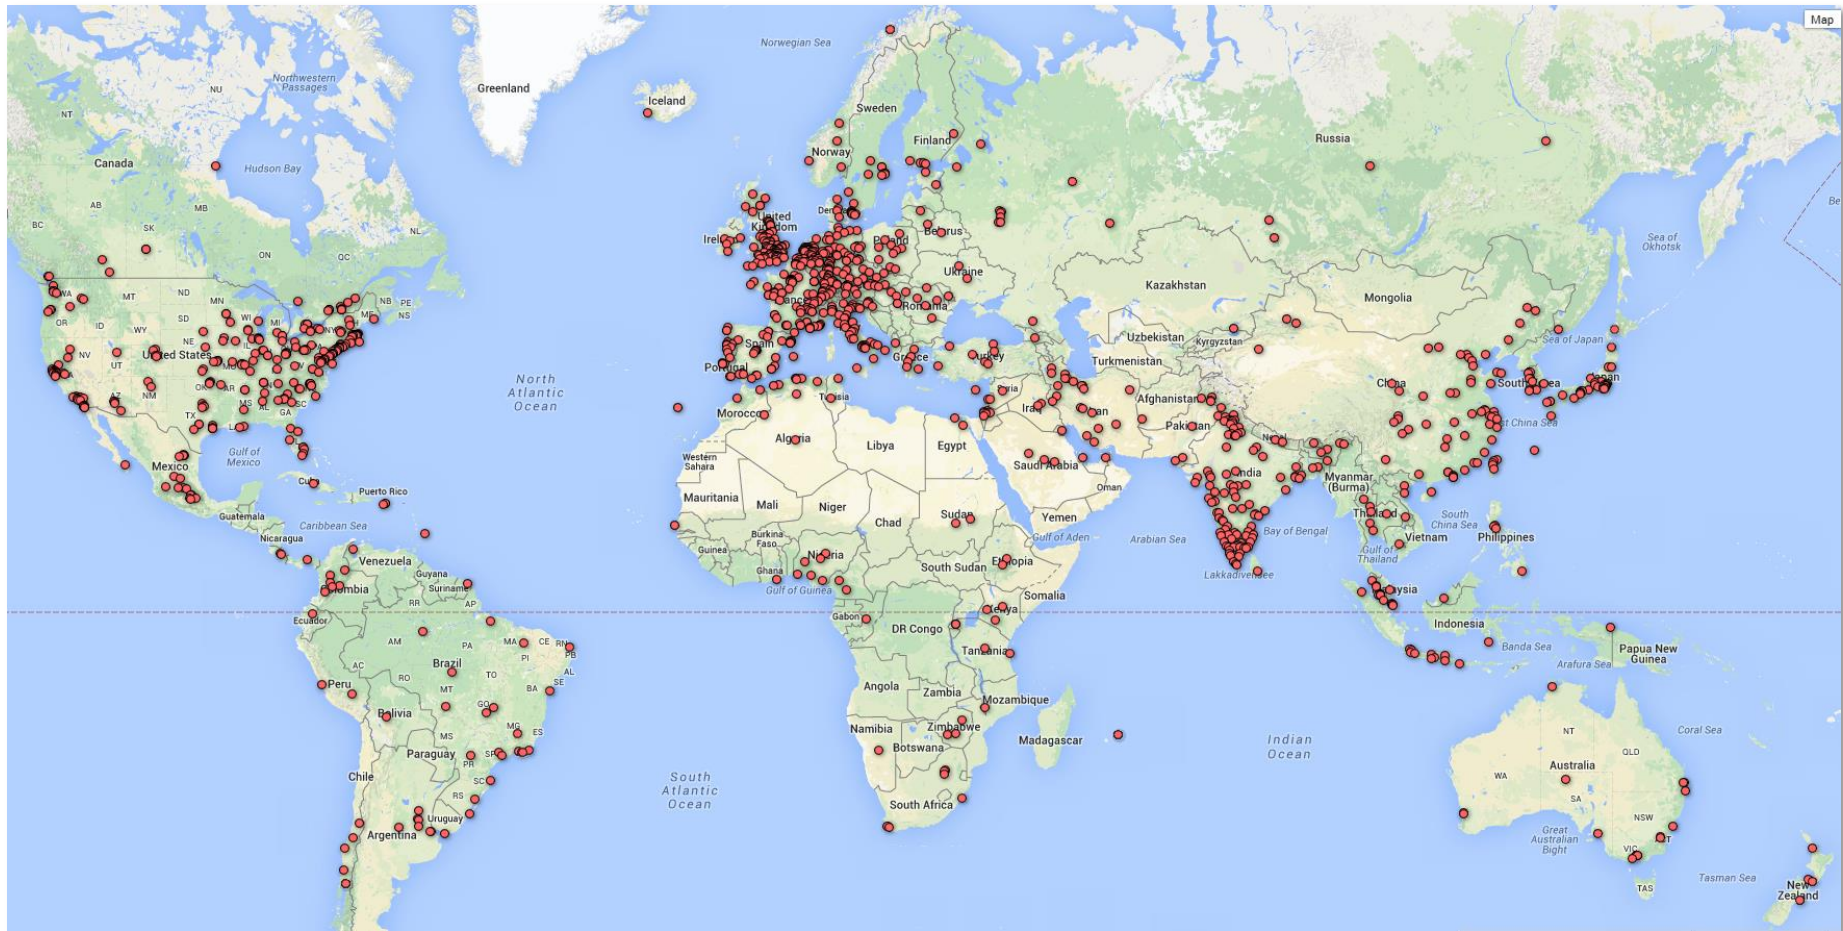 Map
Norwegian Sea
Northwestern
Passages
NU
Greenland
Iceland
Sweden
NT
Russia
Finland
Norway
Canada
Hudson Bay
AB
SK
MB
BC
NL
ON
QC
United
Kingdom
Belarus
Sea of
Okhotsk
Ukraine
Kazakhstan
Mongolia
WA
MT
ND
MN
NB
PE
NS
ME
OR
ID
WY
SD
WI
MI
NE
NV
UT
United States
Romania
Uzbekistan
Kyrgyzstan
Turkmenistan
Sea of Japan
Spain
Portugal
Greece
Turkey
Syria
Afghanistan
Pakistan
China
Japan
North
Atlantic
Ocean
NM
TX
MS
AL
GA
SC
Morocco
Tunisia
Algeria
Libya
Egypt
Western
Sahara
Saudi Arabia
Oman
Nepal
India
Myanmar
(Burma)
Gulf of
Mexico
Mexico
Cuba
Puerto Rico
Guatemala
Caribbean Sea
Nicaragua
Mauritania
Mali
Niger
Chad
Sudan
Yemen
Gulf of Aden
Arabian Sea
Bay of Bengal
Thailand
Vietnam
South
China Sea
Philippines
Gulf of
Thailand
Venezuela
Guyana
Suriname
Colombia
Guinea
Burkina
Faso
Ghana
Nigeria
Gulf of Guinea
South Sudan
Ethiopia
Somalia
Kenya
Lakkadivensee
Malaysia
Indonesia
Ecuador
RR
AP
AM
PA
MA
CE
RN
PB
PI
AL
SE
AC
RO
TO
BA
MT
Brazil
Peru
Bolivia
GO
MG
ES
MS
SP
PR
SC
RS
Paraguay
Chile
Uruguay
Argentina
Gabon
DR Congo
Tanzania
Angola
Zambia
Mozambique
Namibia
Zimbabwe
Botswana
Madagascar
South Africa
South
Atlantic
Ocean
Indian
Ocean
Banda Sea
Arafura Sea
Papua New
Guinea
Coral Sea
NT
QLD
WA
Australia
SA
NSW
VIC
TAS
Great
Australian
Bight
Tasman Sea
New
Zealand